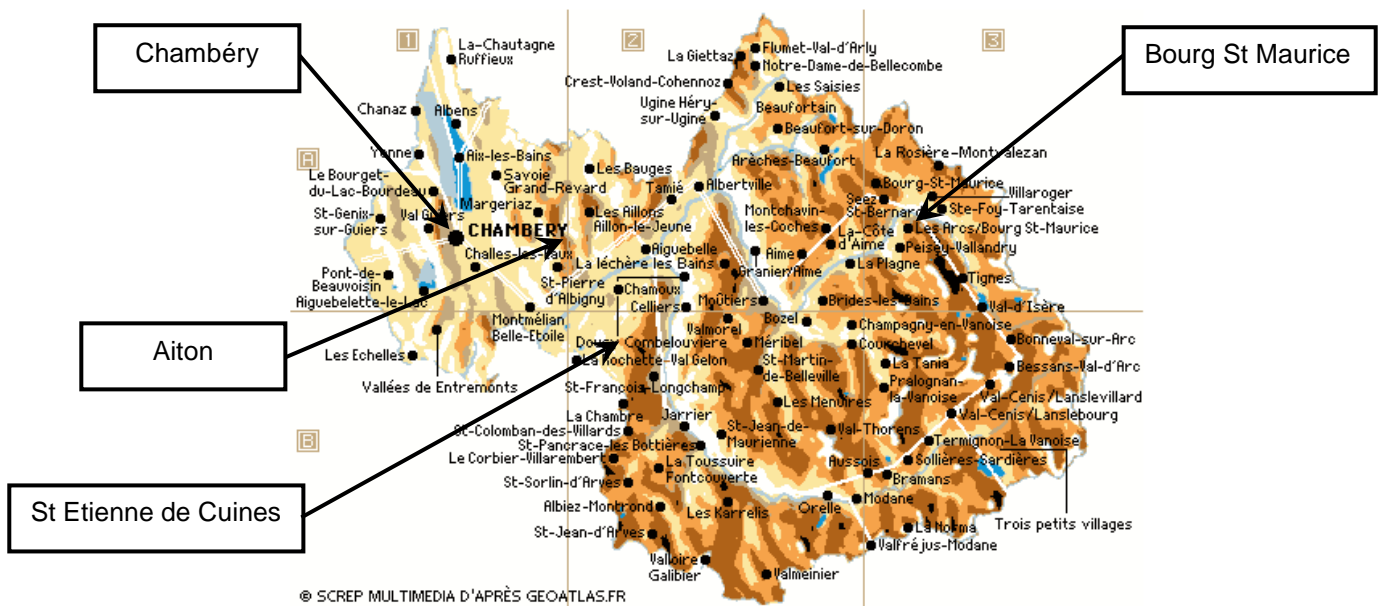 Chambéry
Bourg St Maurice
Aiton
St Etienne de Cuines
1
2
3
A
B
La-Chautagne
Ruffieux
Chanaz
Albens
Yenne
Aix-les-Bains
Le Bourget-
du-Lac-Bourdeau
Savoie
Grand-Revard
Margeriaz
St-Genix-
sur-Guiers
Val Guiers
CHAMBERY
Challes-les-Eaux
Pont-de-
Beauvoisin
Aiguebelette-le-Lac
Les Echelles
Vallées de Entremonts
Montmélian
Belle-Etoile
St-Pierre
d'Albigny
Les Bauges
Les Aillons
Aillon-le-Jeune
Tamié
Albertville
Aiguebelle
La léchère les Bains
Chamoux
Celliers
La Giettaz
Flumet-Val-d'Arly
Notre-Dame-de-Bellecombe
Crest-Voland-Cohennoz
Les Saisies
Ugine Héry-
sur-Ugine
Beaufortain
Beaufort-sur-Doron
Arèches-Beaufort
La Rosière-Montvalezan
Bourg-St-Maurice
Villaroger
Seez
St-Bernard
Ste-Foy-Tarentaise
Montchavin-
les-Coches
La-Côte
d'Aime
Les Arcs/Bourg St-Maurice
Peisey-Vallandry
Aime
Granier/Aime
La Plagne
Tignes
Moûtiers
Brides-les-Bains
Val-d'Isère
Valmorel
Bozel
Champagny-en-Vanoise
Doucy Combelouvière
Méribel
Courchevel
Bonneval-sur-Arc
La Rochette-Val Gelon
St-Martin-
de-Belleville
La Tania
Bessans-Val-d'Arc
St-François-Longchamp
Pralognan-
la-Vanoise
Les Menuires
Val-Cenis/Lanslevillard
La Chambre
Jarrier
Val-Cenis/Lanslebourg
St-Colomban-des-Villards
St-Jean-de-
Maurienne
Val-Thorens
St-Pancrace-les Bottières
Termignon-La Vanoise
Le Corbier-Villarembert
La Toussuire
Fontcouverte
Aussois
Sollières-Sardières
St-Sorlin-d'Arves
Bramans
Albiez-Montrond
Les Karrelis
Orelle
Modane
Trois petits villages
St-Jean-d'Arves
La Norma
Valfréjus-Modane
Valloire
Galibier
Valmeinier
© SCREP MULTIMEDIA D'APRÈS GEOATLAS.FR